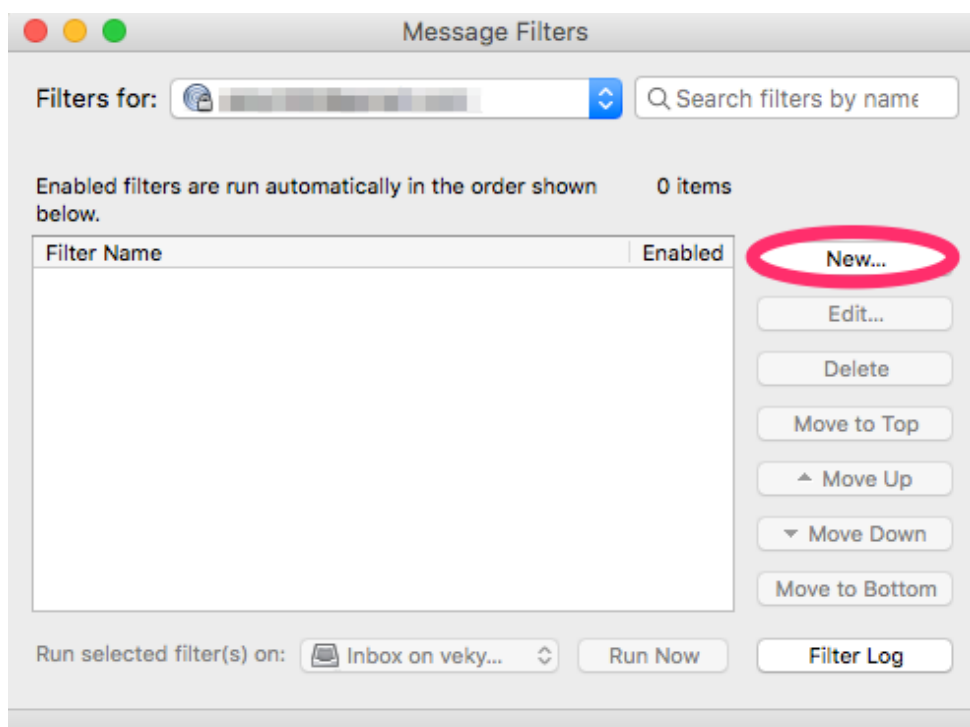 Message Filters
Filters for:
Search filters by name
Enabled filters are run automatically in the order shown
below.
0 items
Filter Name
Enabled
New...
Edit...
Delete
Move to Top
Move Up
Move Down
Move to Bottom
Run selected filter(s) on:
Inbox on veky...
Run Now
Filter Log